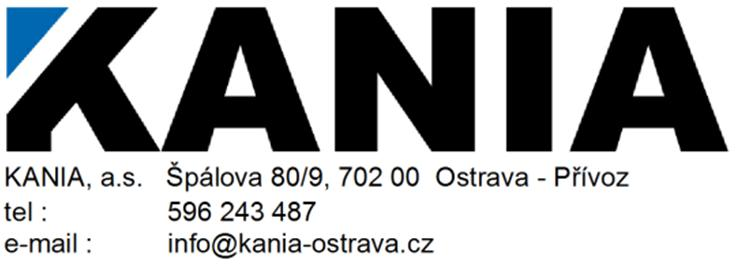 KANIA
KANIA, a.s. Špálova 80/9, 702 00 Ostrava - Přívoz
tel : 596 243 487
e-mail : info@kania-ostrava.cz